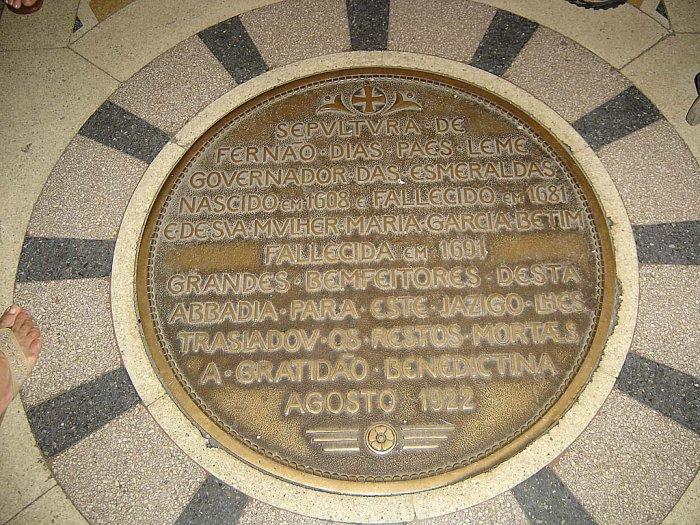 SEPVLTVRA DE
FERNÃO·DIAS·PAES·LEME
GOVERNADOR DAS ESMERALDAS
NASCIDO EM 1608 E FALLECIDO EM 1681
E·DE·SVA·MVLHER·MARIA·GARCIA·BETIM
FALLECIDA EM 1691
GRANDES·BEMFEITORES·DESTA
ABBADIA·PARA·ESTE·JAZIGO·LHES
TRASLADOV·OS·RESTOS·MORTÆS
A·GRATIDÃO·BENEDICTINA
AGOSTO 1922